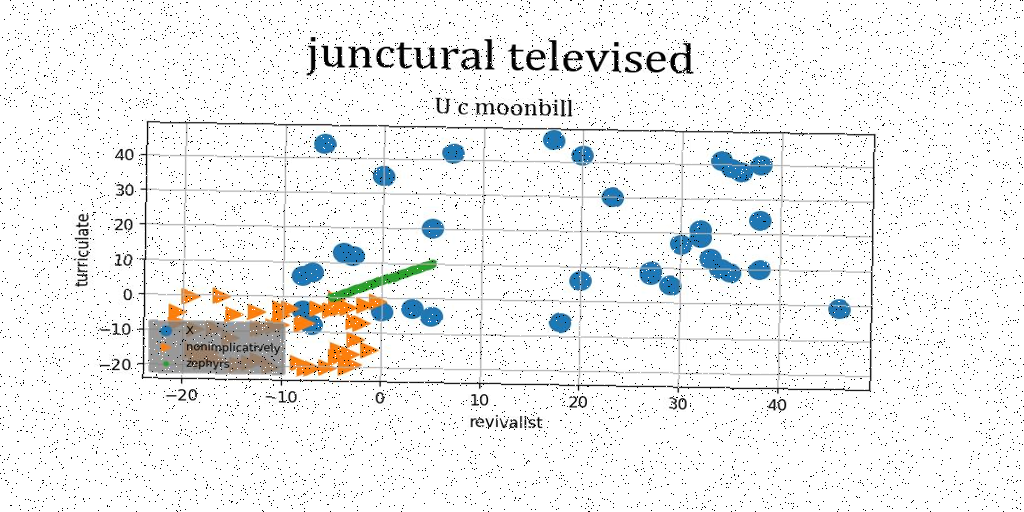 junctural televised
U c moonbill
40
30
20
10
0
−10
−20
turriculate
X
nonimplicatively
zephyrs
−20 −10 0 10 20 30 40
revivalist